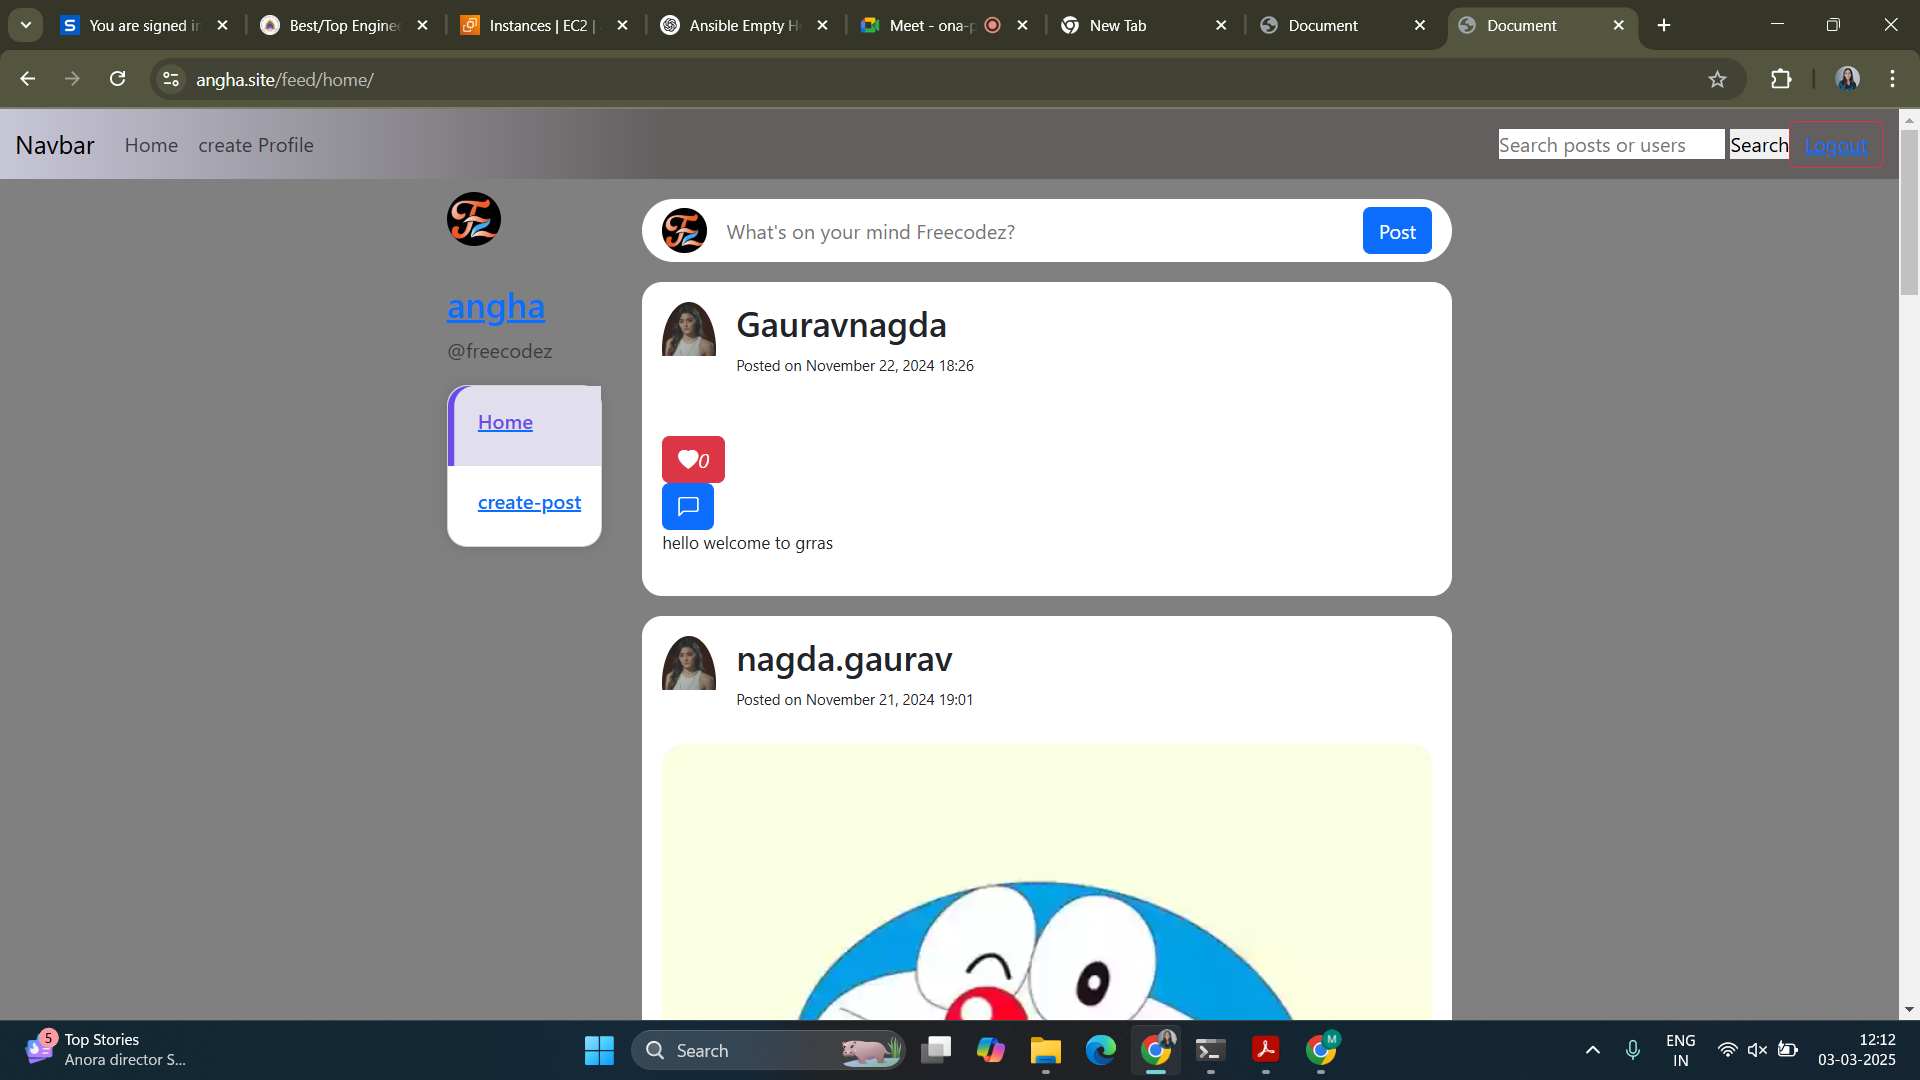 You are signed in
Best/Top Enginee
Instances | EC2 |
Ansible Empty H
Meet - ona-p
New Tab
Document
Document
angha.site/feed/home/
Navbar
Home
create Profile
Search posts or users
Search
Logout
What's on your mind Freecodez?
Post
angha
@freecodez
Home
create-post
Gauravnagda
Posted on November 22, 2024 18:26
0
hello welcome to grras
nagda.gaurav
Posted on November 21, 2024 19:01
5
Top Stories
Anora director S...
Search
M
ENG
IN
12:12
03-03-2025